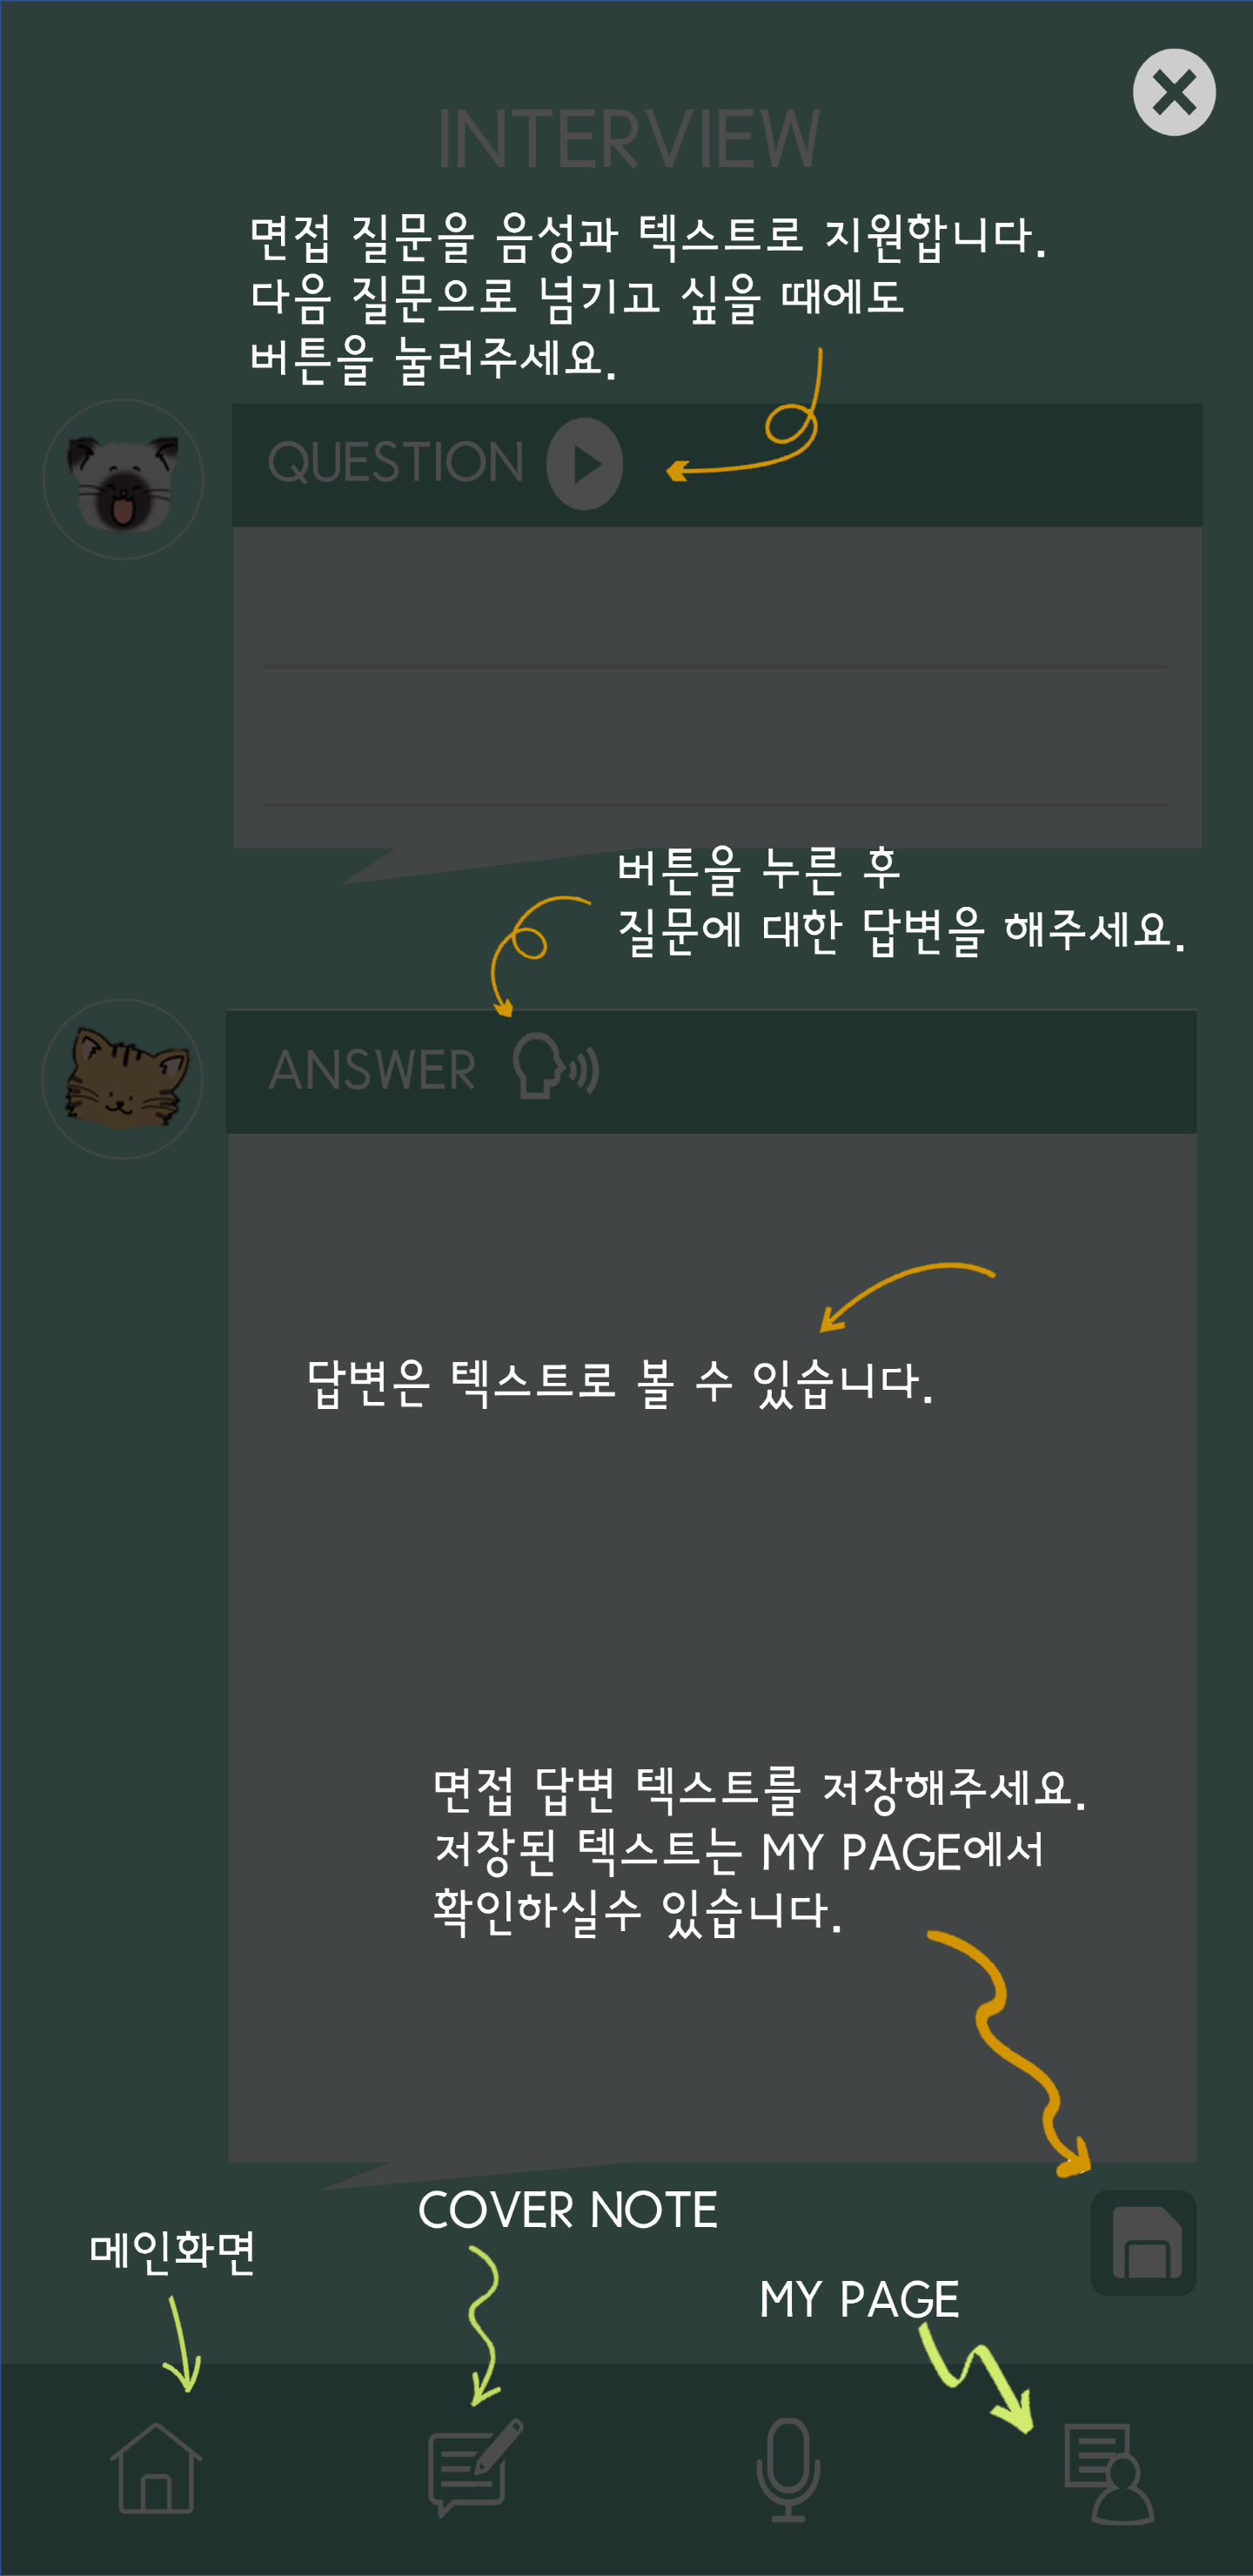 INTERVIEW
면접 질문을 음성과 텍스트로 지원합니다.
다음 질문으로 넘기고 싶을 때에도
버튼을 눌러주세요.
QUESTION
버튼을 누른 후
질문에 대한 답변을 해주세요.
ANSWER
답변은 텍스트로 볼 수 있습니다.
면접 답변 텍스트를 저장해주세요.
저장된 텍스트는 MY PAGE에서
확인하실수 있습니다.
COVER NOTE
메인화면
MY PAGE